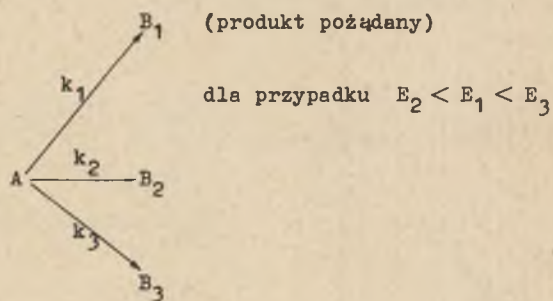 B₁ (produkt pożądany)
k₁
dla przypadku E₂ < E₁ < E₃
k₂
A B₂
k₃
B₃